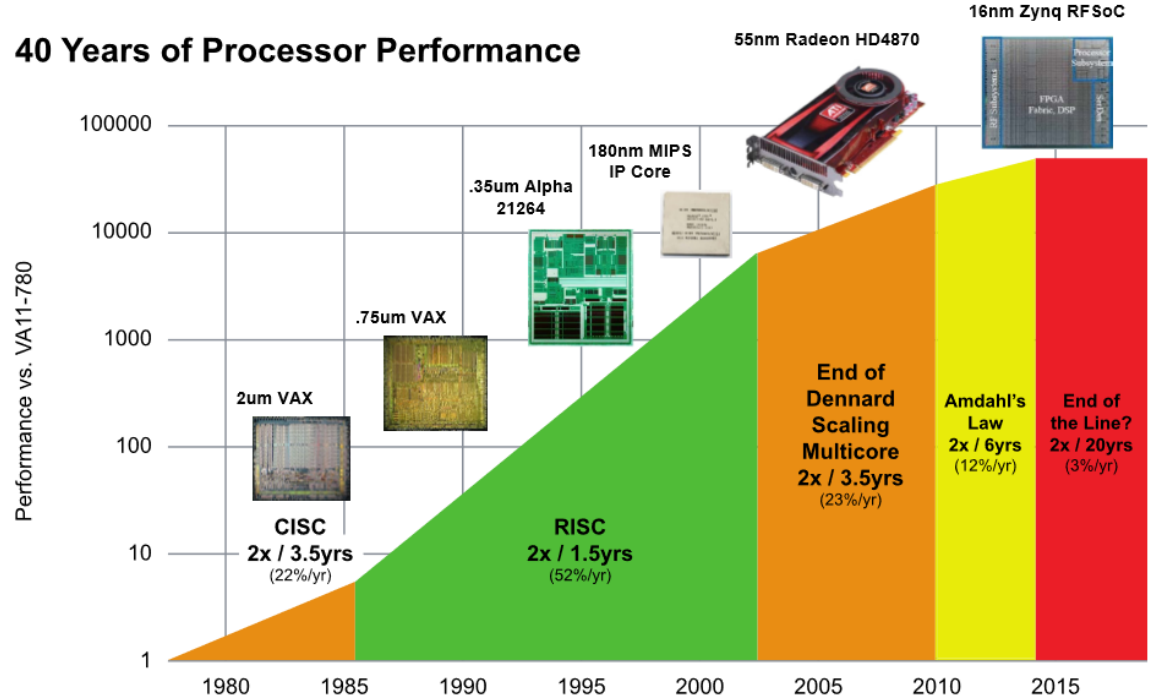 40 Years of Processor Performance
16nm Zynq RFSoC
55nm Radeon HD4870
RF Subsystem
FPGA
Fabric, DSP
Processor
Subsystem
SerDes
ATI
180nm MIPS
IP Core
.35um Alpha
21264
.75um VAX
2um VAX
Performance vs. VA11-780
100000
10000
1000
100
10
1
CISC
2x / 3.5yrs
(22%/yr)
RISC
2x / 1.5yrs
(52%/yr)
End of
Dennard
Scaling
Multicore
2x / 3.5yrs
(23%/yr)
Amdahl's
Law
2x / 6yrs
(12%/yr)
End of
the Line?
2x / 20yrs
(3%/yr)
1980
1985
1990
1995
2000
2005
2010
2015